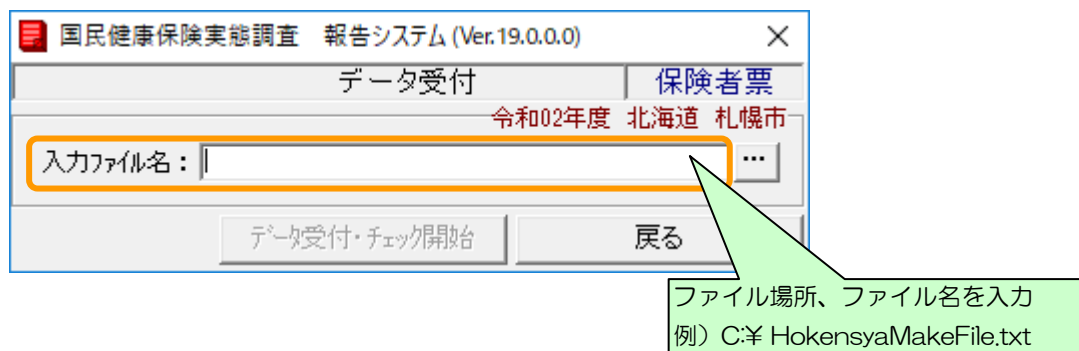 国民健康保険実態調査 報告システム (Ver.19.0.0.0)
データ受付 保険者票
令和02年度 北海道 札幌市
入力ファイル名： ...
データ受付・チェック開始 戻る
ファイル場所、ファイル名を入力
例）C:¥ HokensyaMakeFile.txt